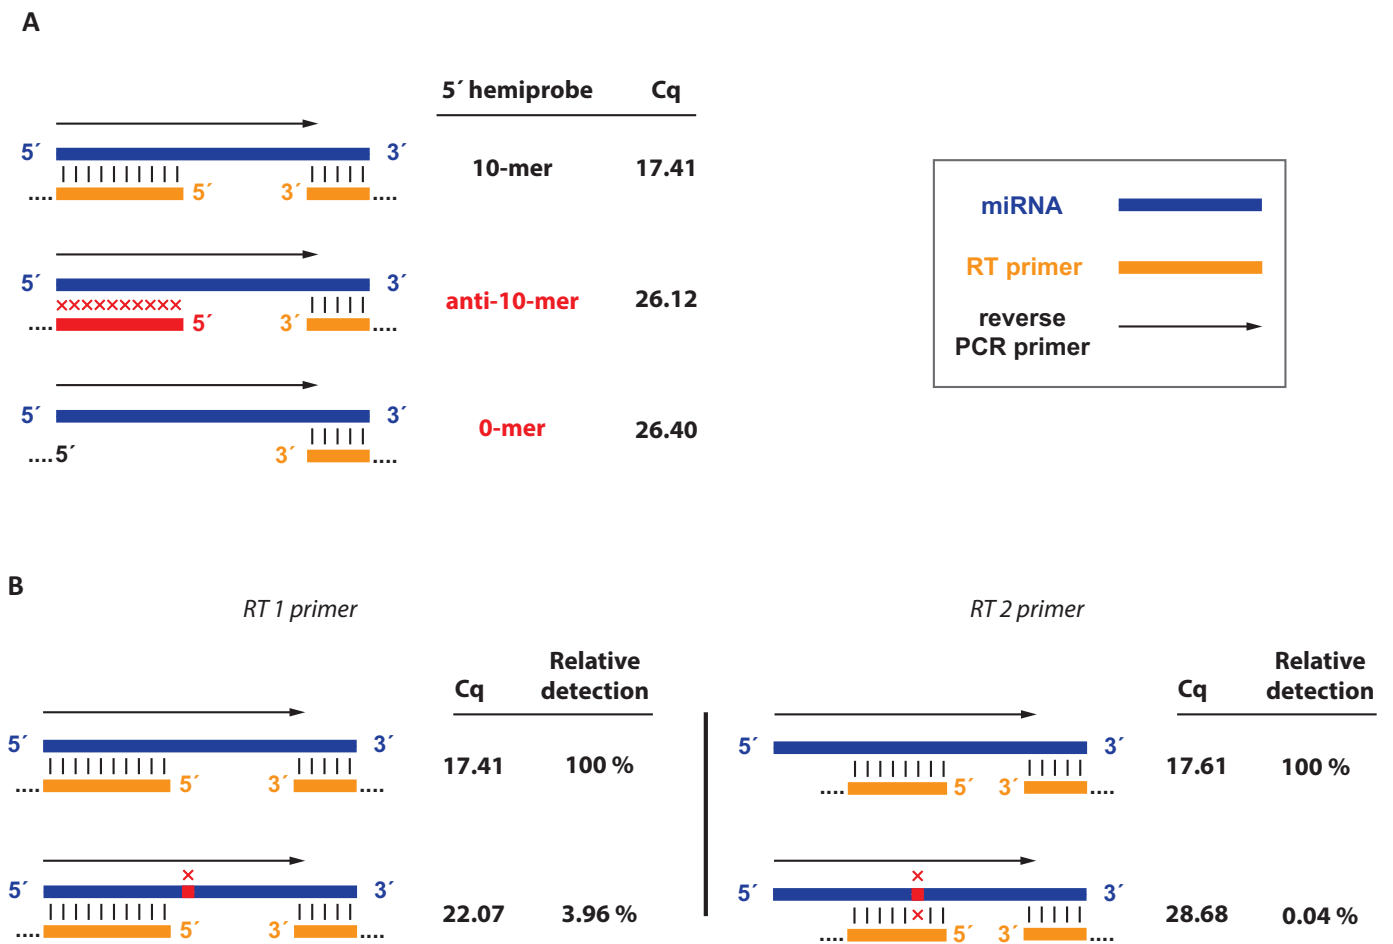 A
5´ hemiprobe Cq
5´ 3´
10-mer 17.41
.... 5´ 3´ ....
5´ 3´
anti-10-mer 26.12
.... 5´ 3´ ....
5´ 3´
0-mer 26.40
....5´ 3´ ....
miRNA
RT primer
reverse
PCR primer
B
RT 1 primer
Cq Relative
detection
5´ 3´
17.41 100 %
.... 5´ 3´ ....
×
5´ 3´
22.07 3.96 %
.... 5´ 3´ ....
RT 2 primer
Cq Relative
detection
5´ 3´
17.61 100 %
.... 5´ 3´ ....
×
5´ 3´
×
28.68 0.04 %
.... 5´ 3´ ....